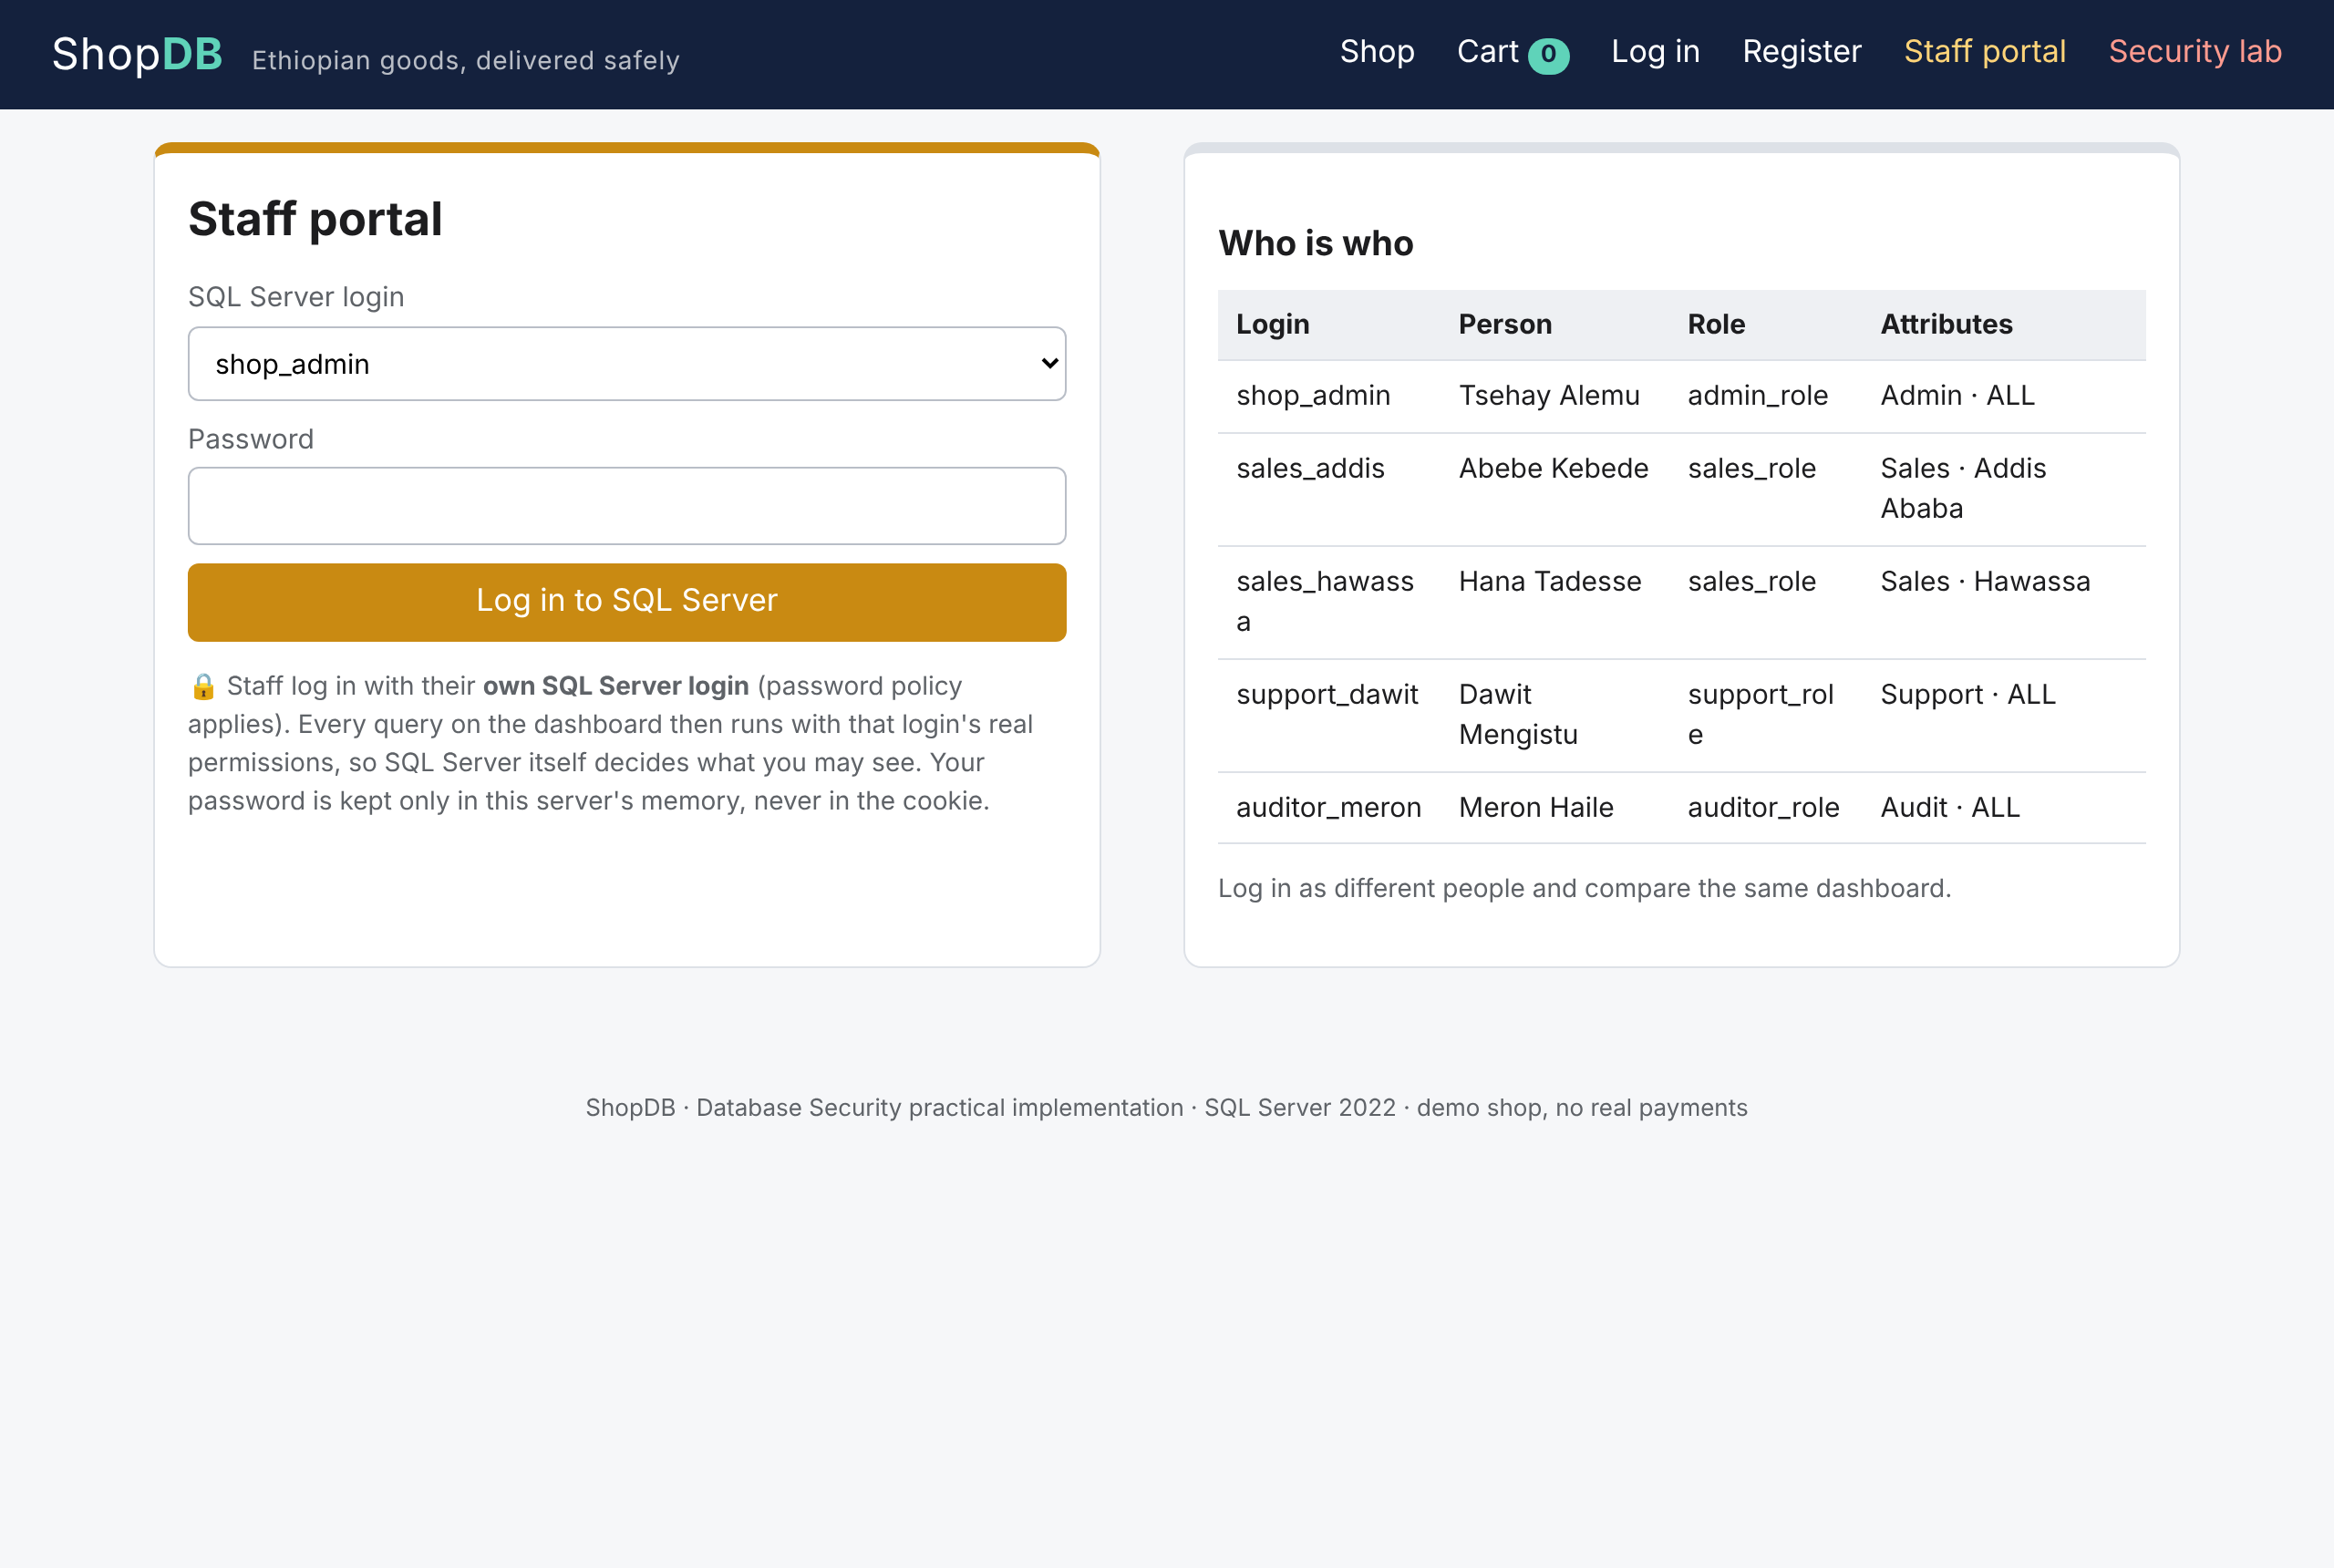 ShopDB Ethiopian goods, delivered safely
Shop Cart 0 Log in Register Staff portal Security lab
Staff portal
SQL Server login
shop_admin
Password
Log in to SQL Server
🔒 Staff log in with their own SQL Server login (password policy
applies). Every query on the dashboard then runs with that login's real
permissions, so SQL Server itself decides what you may see. Your
password is kept only in this server's memory, never in the cookie.
Who is who
Login Person Role Attributes
shop_admin Tsehay Alemu admin_role Admin · ALL
sales_addis Abebe Kebede sales_role Sales · Addis
Ababa
sales_hawass Hana Tadesse sales_role Sales · Hawassa
a
support_dawit Dawit support_rol Support · ALL
Mengistu e
auditor_meron Meron Haile auditor_role Audit · ALL
Log in as different people and compare the same dashboard.
ShopDB · Database Security practical implementation · SQL Server 2022 · demo shop, no real payments